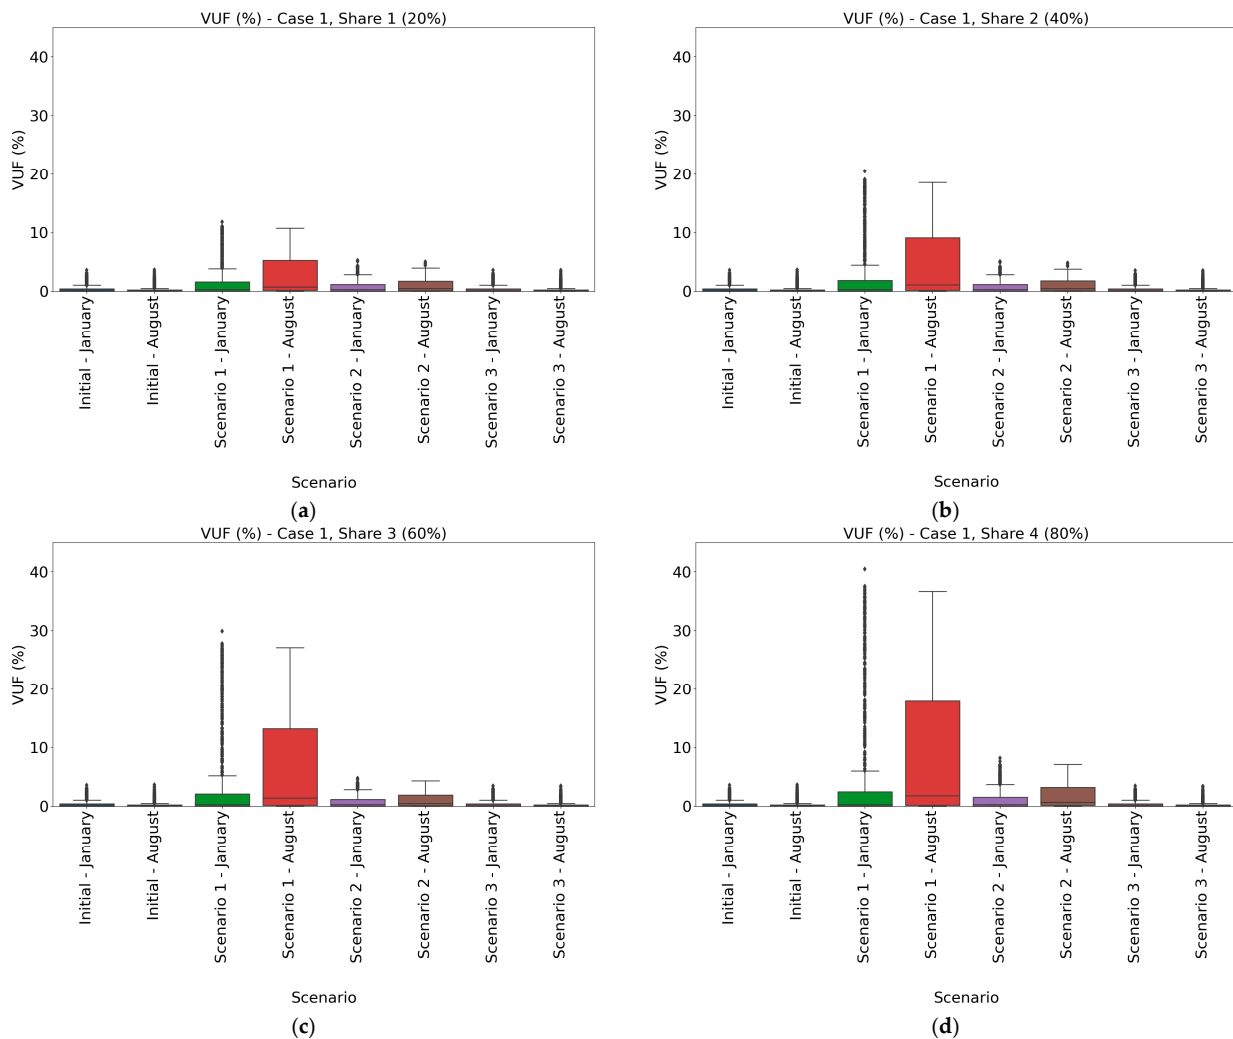 VUF (%) - Case 1, Share 1 (20%)
VUF (%)
40
30
20
10
0
Initial - January
Initial - August
Scenario 1 - January
Scenario 1 - August
Scenario 2 - January
Scenario 2 - August
Scenario 3 - January
Scenario 3 - August
Scenario
(a)
VUF (%) - Case 1, Share 2 (40%)
VUF (%)
40
30
20
10
0
Initial - January
Initial - August
Scenario 1 - January
Scenario 1 - August
Scenario 2 - January
Scenario 2 - August
Scenario 3 - January
Scenario 3 - August
Scenario
(b)
VUF (%) - Case 1, Share 3 (60%)
VUF (%)
40
30
20
10
0
Initial - January
Initial - August
Scenario 1 - January
Scenario 1 - August
Scenario 2 - January
Scenario 2 - August
Scenario 3 - January
Scenario 3 - August
Scenario
(c)
VUF (%) - Case 1, Share 4 (80%)
VUF (%)
40
30
20
10
0
Initial - January
Initial - August
Scenario 1 - January
Scenario 1 - August
Scenario 2 - January
Scenario 2 - August
Scenario 3 - January
Scenario 3 - August
Scenario
(d)